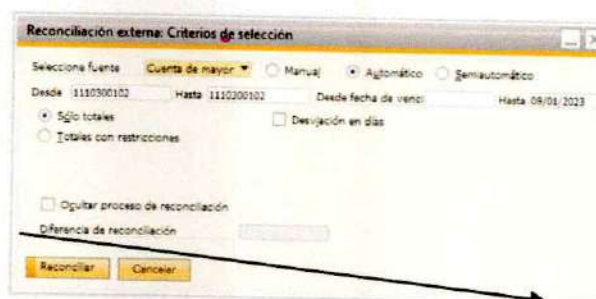 Reconciliación externa: Criterios de selección
Seleccione fuente Cuenta de mayor Manual Automático Semiautomático
Desde 1110300102 Hasta 1110300102 Desde fecha de venci Hasta 09/01/2023
Sólo totales Desviación en días
Totales con restricciones
Ocultar proceso de reconciliación
Diferencia de reconciliación
Reconciliar Cancelar